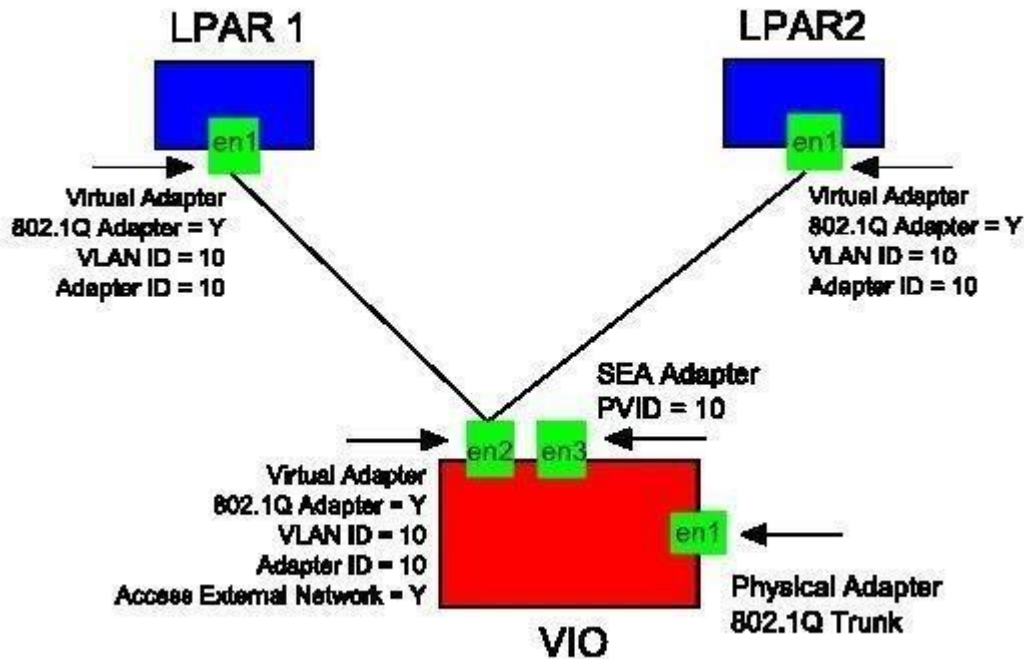 LPAR 1
LPAR2
en1
en1
Virtual Adapter
802.1Q Adapter = Y
VLAN ID = 10
Adapter ID = 10
Virtual Adapter
802.1Q Adapter = Y
VLAN ID = 10
Adapter ID = 10
SEA Adapter
PVID = 10
en2
en3
Virtual Adapter
802.1Q Adapter = Y
VLAN ID = 10
Adapter ID = 10
Access External Network = Y
en1
Physical Adapter
802.1Q Trunk
VIO